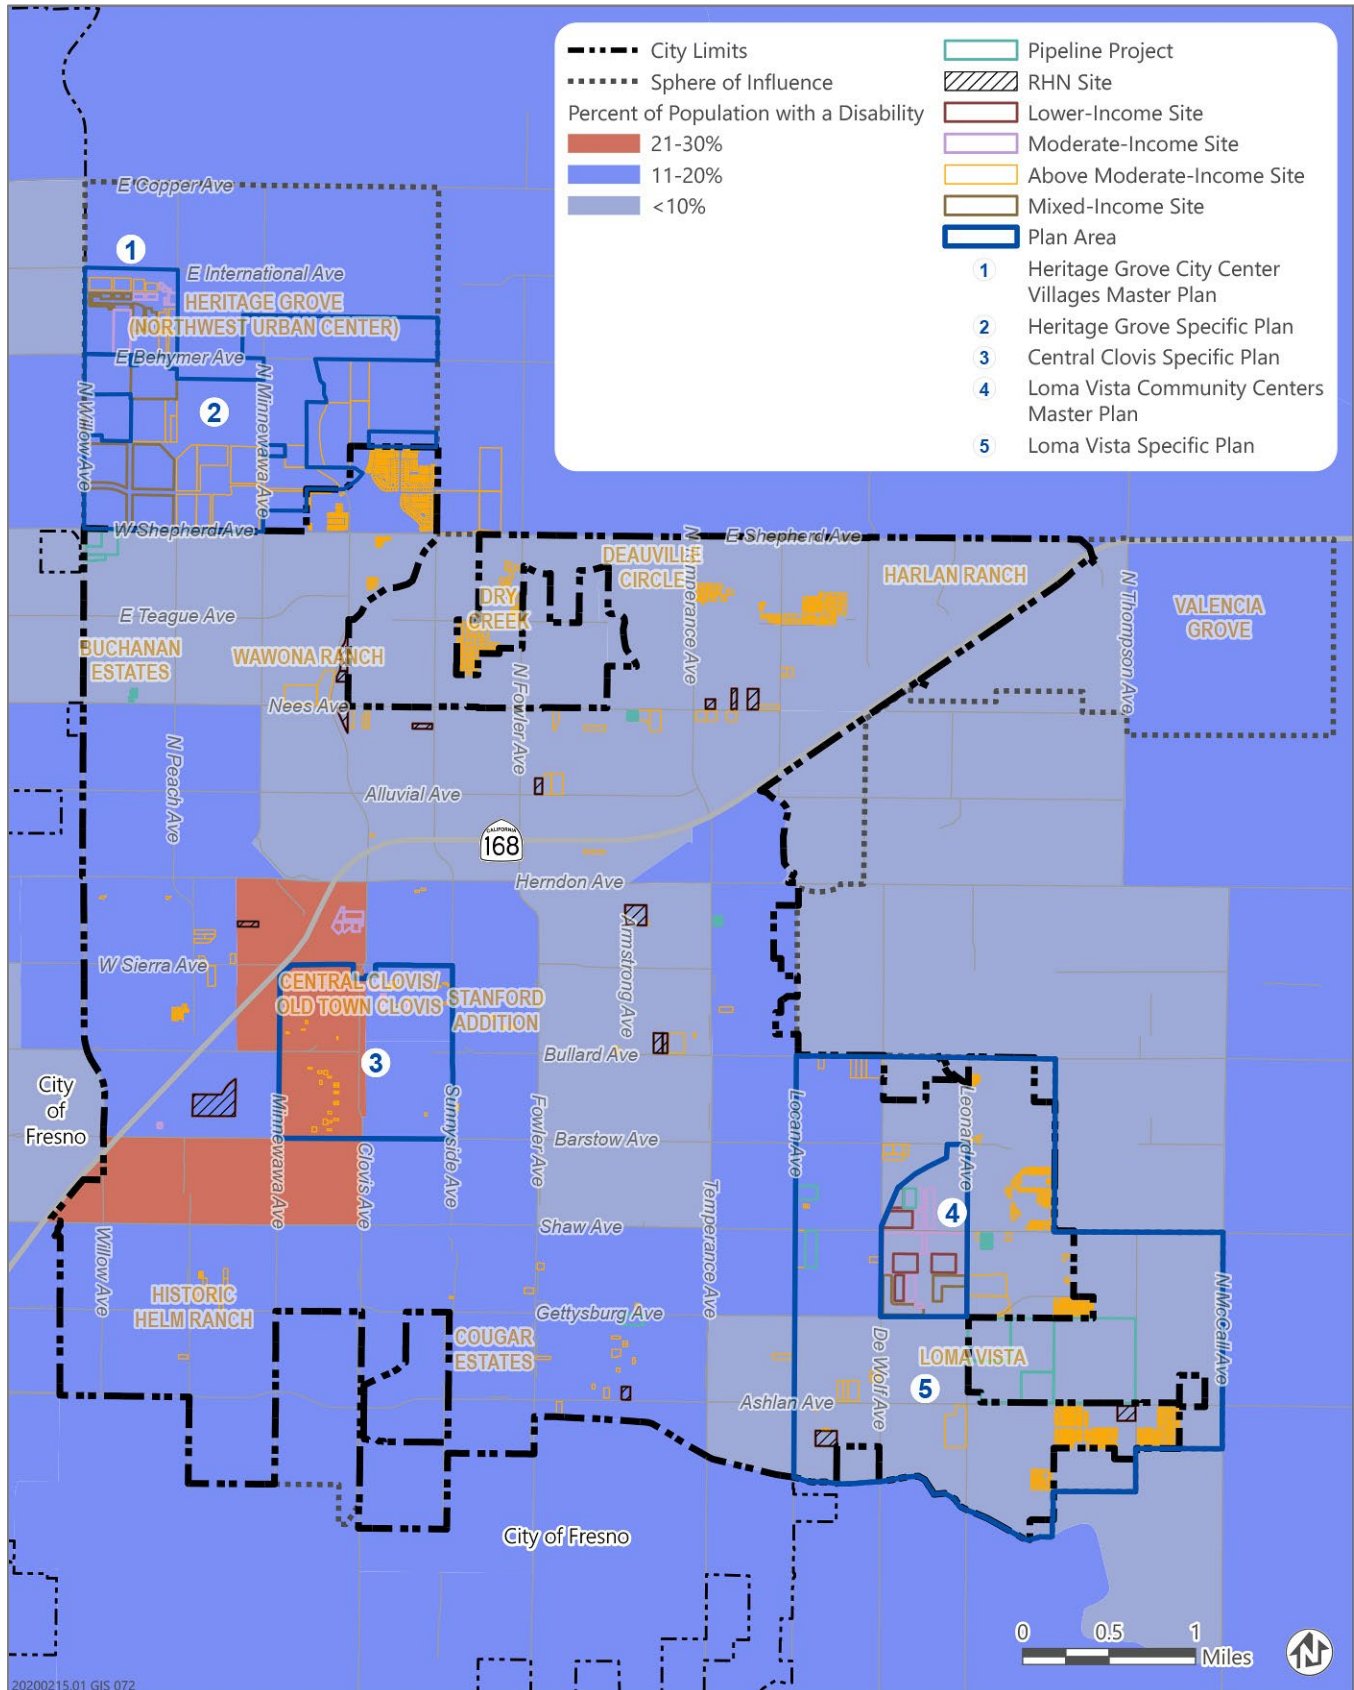 City Limits
Sphere of Influence
Percent of Population with a Disability
21-30%
11-20%
<10%
Pipeline Project
RHN Site
Lower-Income Site
Moderate-Income Site
Above Moderate-Income Site
Mixed-Income Site
Plan Area
1 Heritage Grove City Center
Villages Master Plan
2 Heritage Grove Specific Plan
3 Central Clovis Specific Plan
4 Loma Vista Community Centers
Master Plan
5 Loma Vista Specific Plan
E Copper Ave
1
E International Ave
HERITAGE GROVE
(NORTHWEST URBAN CENTER)
E Behymer Ave
N Willow Ave
2
N Minnewawa Ave
W Shepherd Ave
E Shepherd Ave
DEAUVILLE
CIRCLE
N Temperance Ave
HARLAN RANCH
N Thompson Ave
VALENCIA
GROVE
DRY
CREEK
E Teague Ave
BUCHANAN
ESTATES
WAWONA RANCH
Nees Ave
N Fowler Ave
N Peach Ave
Alluvial Ave
CALIFORNIA
168
Herndon Ave
Armstrong Ave
W Sierra Ave
CENTRAL CLOVIS/
OLD TOWN CLOVIS
STANFORD
ADDITION
3
Bullard Ave
City
of
Fresno
Minnewawa Ave
Clovis Ave
Sunnyside Ave
Fowler Ave
Barstow Ave
Locan Ave
Leonard Ave
Temperance Ave
4
Shaw Ave
Willow Ave
HISTORIC
HELM RANCH
Gettysburg Ave
COUGAR
ESTATES
De Wolf Ave
LOMA VISTA
5
N McCall Ave
Ashlan Ave
City of Fresno
0 0.5 1
Miles
N
20200215.01 GIS 072